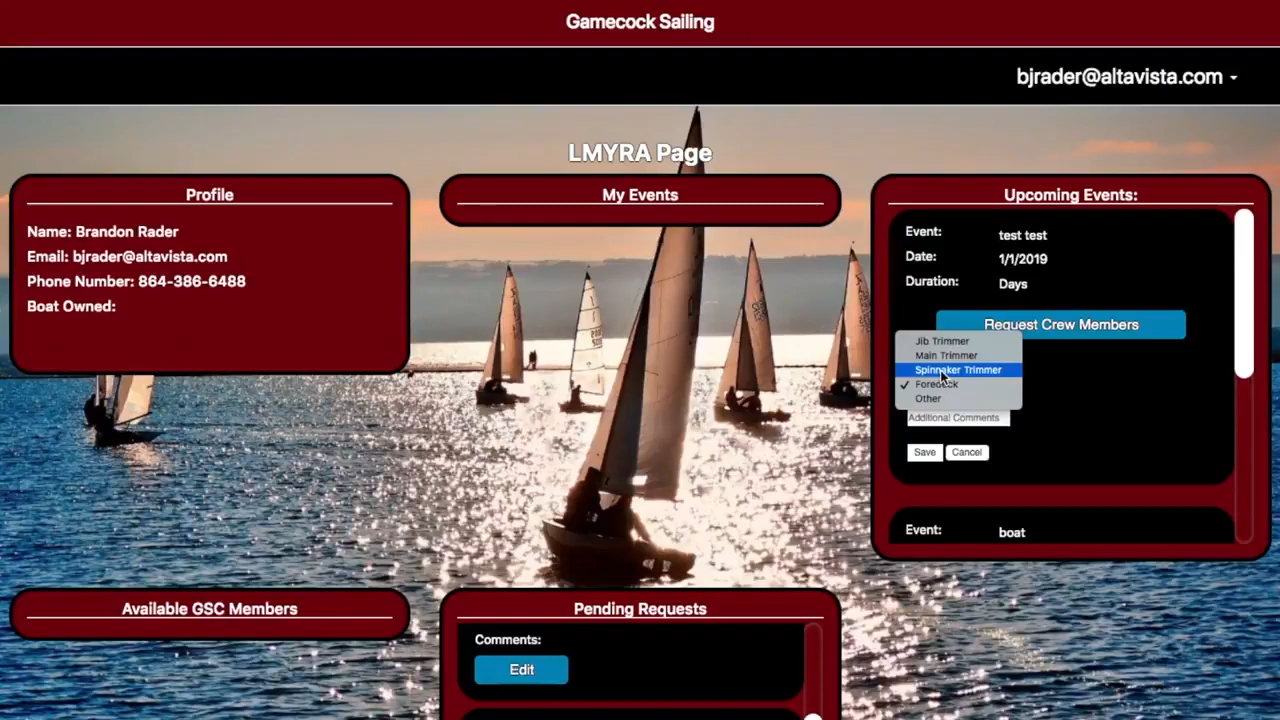 Gamecock Sailing
bjrader@altavista.com
LMYRA Page
Profile
Name: Brandon Rader
Email: bjrader@altavista.com
Phone Number: 864-386-6488
Boat Owned:
My Events
Upcoming Events:
Event: test test
Date: 1/1/2019
Duration: Days
Request Crew Members
Jib Trimmer
Main Trimmer
Spinnaker Trimmer
✓ Foredeck
Other
Additional Comments
Save Cancel
Event: boat
Available GSC Members
Pending Requests
Comments:
Edit